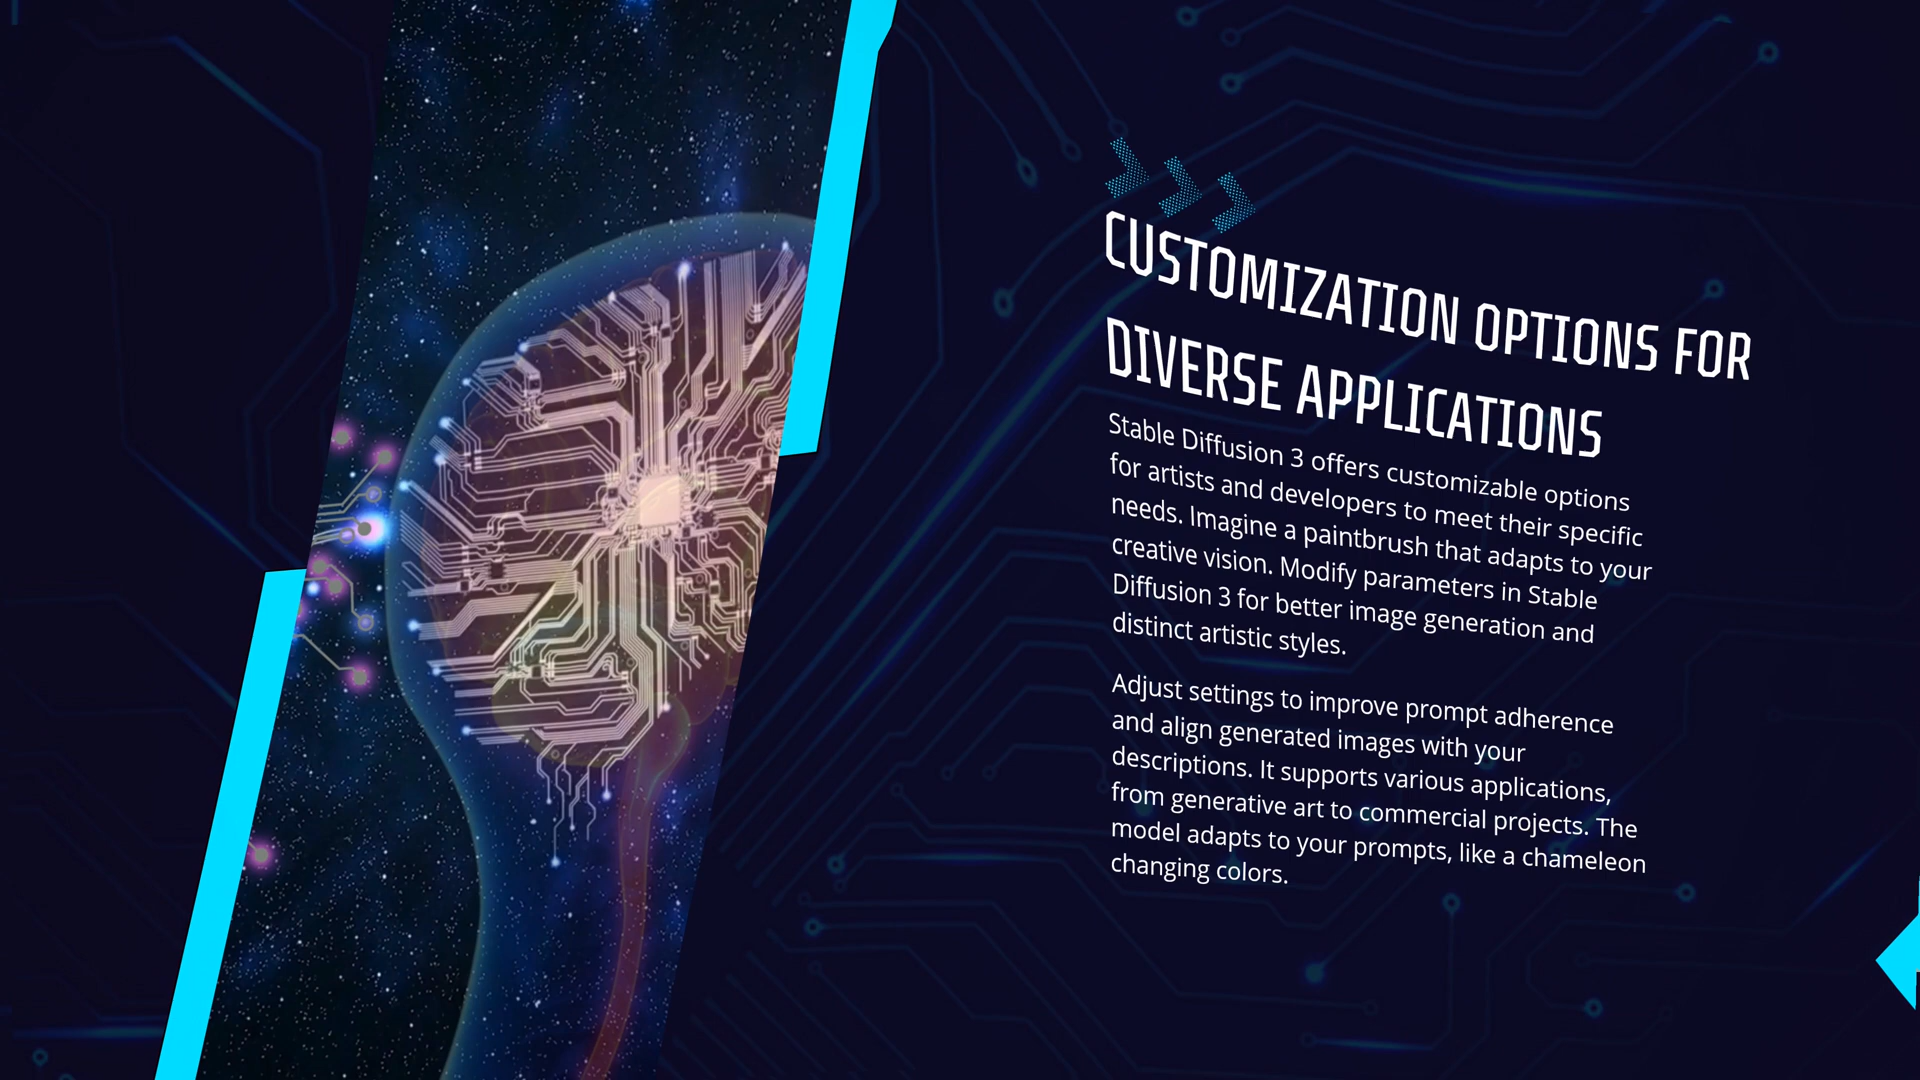 CUSTOMIZATION OPTIONS FOR
DIVERSE APPLICATIONS
Stable Diffusion 3 offers customizable options
for artists and developers to meet their specific
needs. Imagine a paintbrush that adapts to your
creative vision. Modify parameters in Stable
Diffusion 3 for better image generation and
distinct artistic styles.
Adjust settings to improve prompt adherence
and align generated images with your
descriptions. It supports various applications,
from generative art to commercial projects. The
model adapts to your prompts, like a chameleon
changing colors.